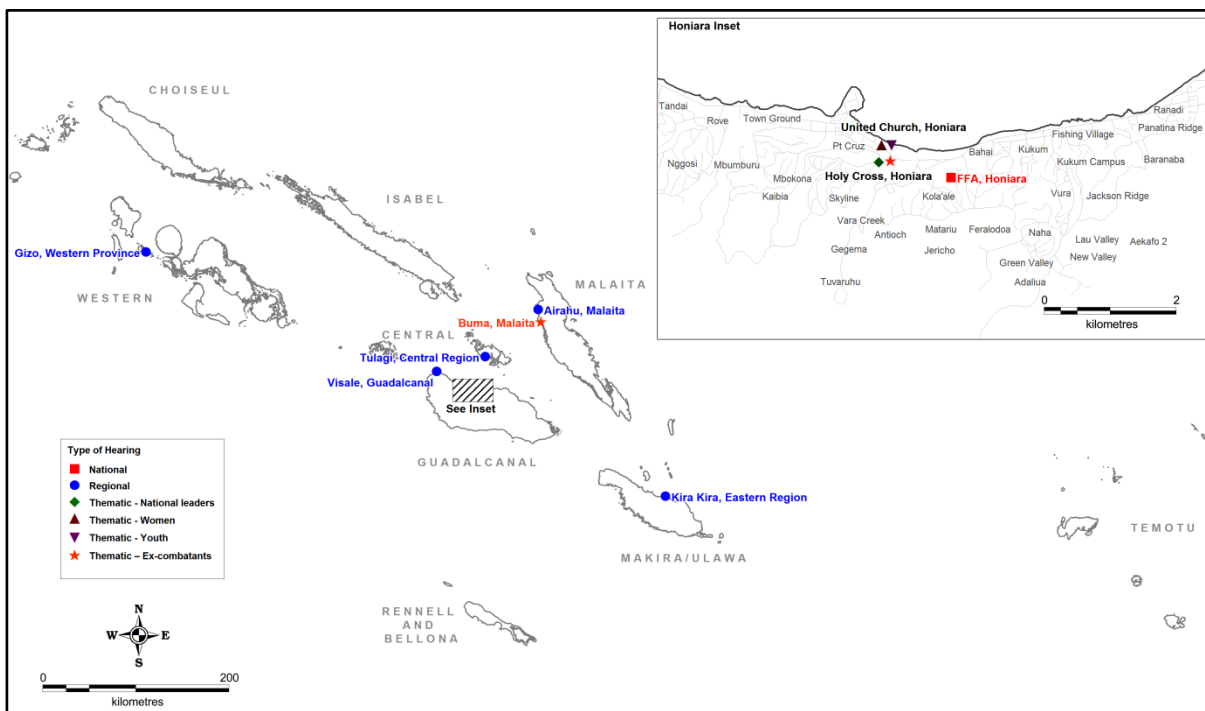 CHOISEUL
ISABEL
Gizo, Western Province
WESTERN
MALAITA
Airahu, Malaita
Buma, Malaita
CENTRAL
Tulagi, Central Region
Visale, Guadalcanal
See Inset
GUADALCANAL
Kira Kira, Eastern Region
MAKIRA/ULAWA
TEMOTU
RENNELL
AND
BELLONA
Type of Hearing
National
Regional
Thematic - National leaders
Thematic - Women
Thematic - Youth
Thematic – Ex-combatants
N
W E
S
0 200
kilometres
Honiara Inset
Tandai
Rove
Town Ground
United Church, Honiara
Ranadi
Panatina Ridge
Fishing Village
Pt Cruz
Bahai
Kukum
Nggosi
Mbumburu
Kukum Campus
Baranaba
Mbokona
Holy Cross, Honiara
FFA, Honiara
Kaibia
Skyline
Kola'ale
Vura
Jackson Ridge
Vara Creek
Antioch
Matariu
Feralodoa
Naha
Lau Valley
Aekafo 2
Gegema
Jericho
Green Valley
New Valley
Tuvaruhu
Adaliua
0 2
kilometres